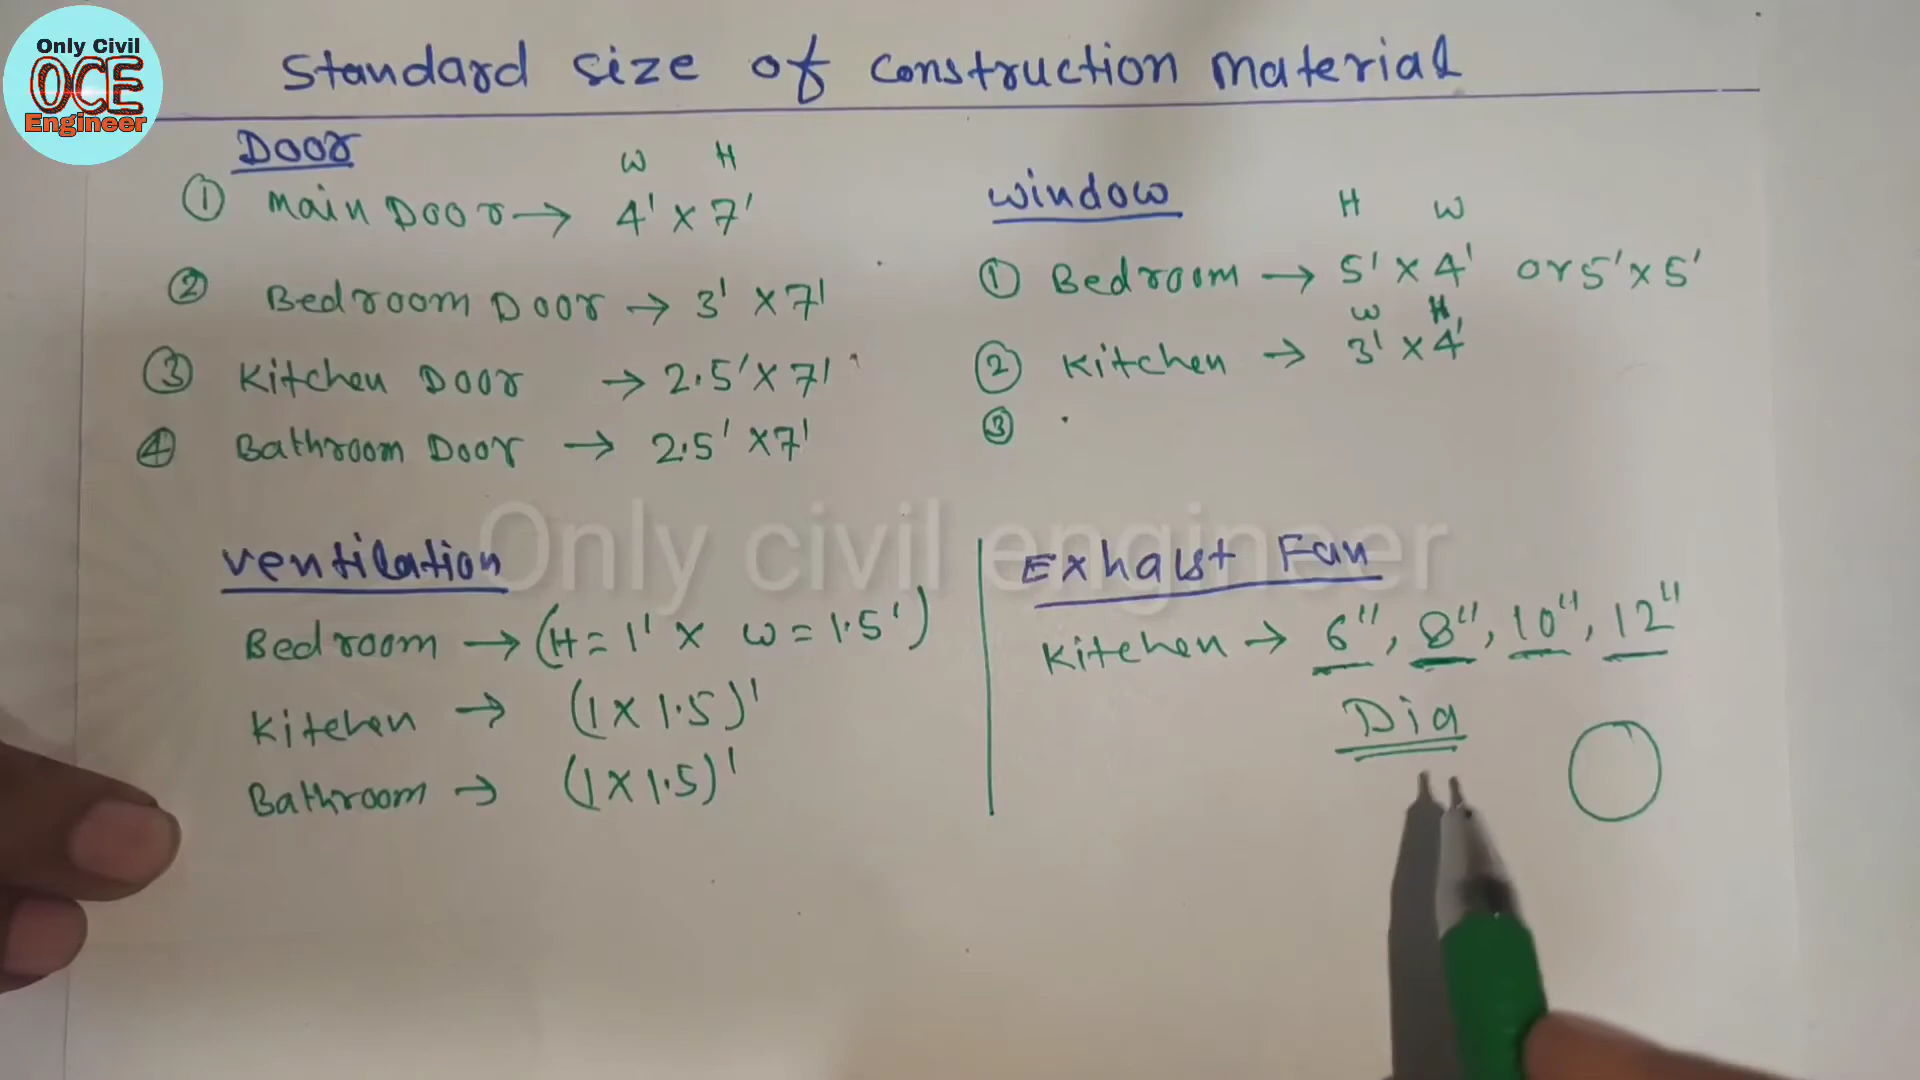 Only Civil
OCE
Engineer
Standard size of construction material
Door
W H
① Main Door → 4' x 7'
② Bedroom Door → 3' x 7'
③ Kitchen Door → 2.5' x 7'
④ Bathroom Door → 2.5' x 7'
window
H W
① Bedroom → 5' x 4' or 5' x 5'
W H
② Kitchen → 3' x 4'
③
Only civil engineer
ventilation
Bedroom → (H = 1' x W = 1.5')
Kitchen → (1 x 1.5)'
Bathroom → (1 x 1.5)'
Exhaust Fan
Kitchen → 6", 8", 10", 12"
Dia